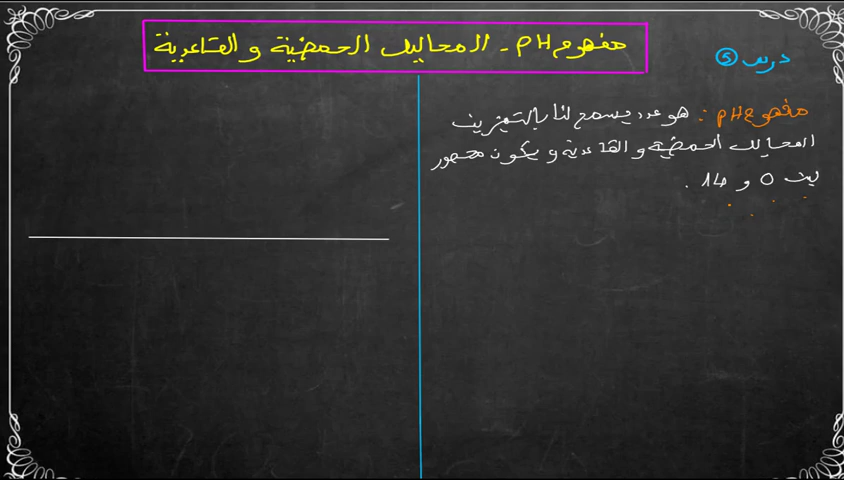 مفهوم pH - المحاليل الحمضية و القاعدية
درس ⑤
مفهوم pH : هو عدد يسمح لنا بالتمييز بين
المحاليل الحمضية و القاعدية و يكون محصور
بين 0 و 14 .